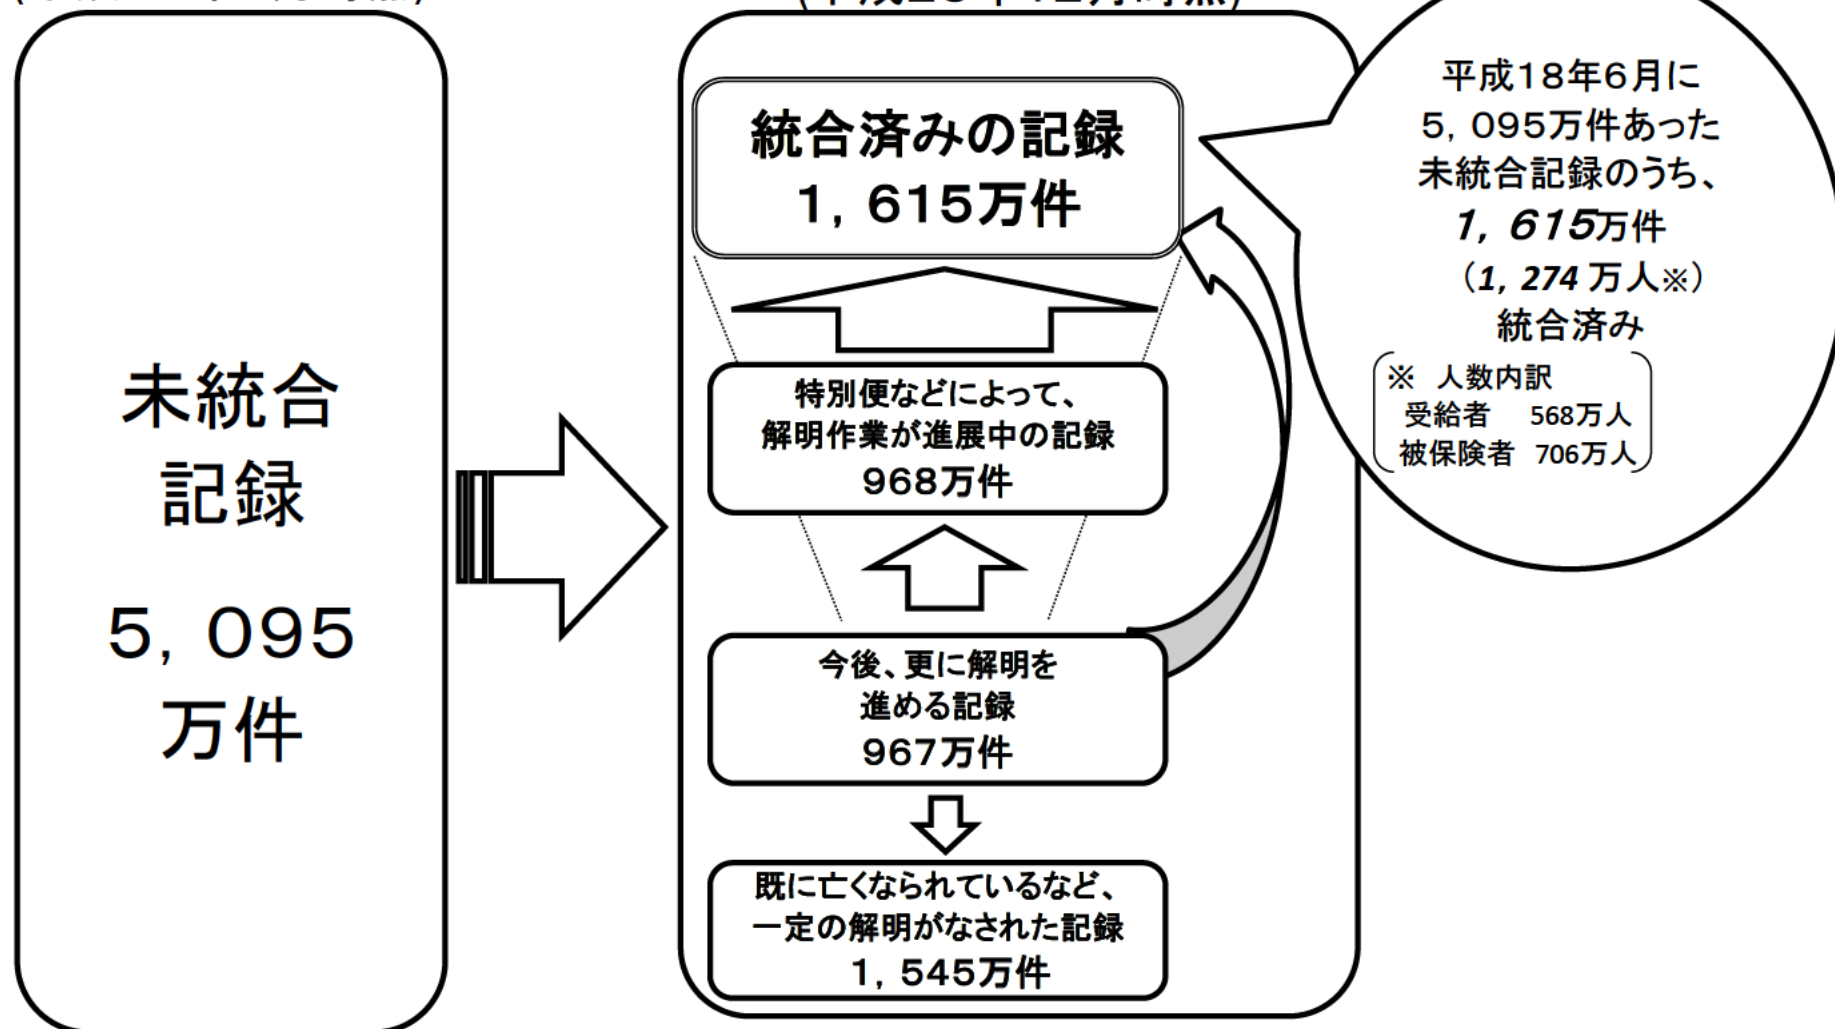 未統合
記録
5，095
万件
統合済みの記録
1，615万件
特別便などによって、
解明作業が進展中の記録
968万件
今後、更に解明を
進める記録
967万件
既に亡くなられているなど、
一定の解明がなされた記録
1，545万件
平成18年6月に
5，095万件あった
未統合記録のうち、
1，615万件
（1，274 万人※）
統合済み
※　人数内訳
受給者　568万人
被保険者　706万人